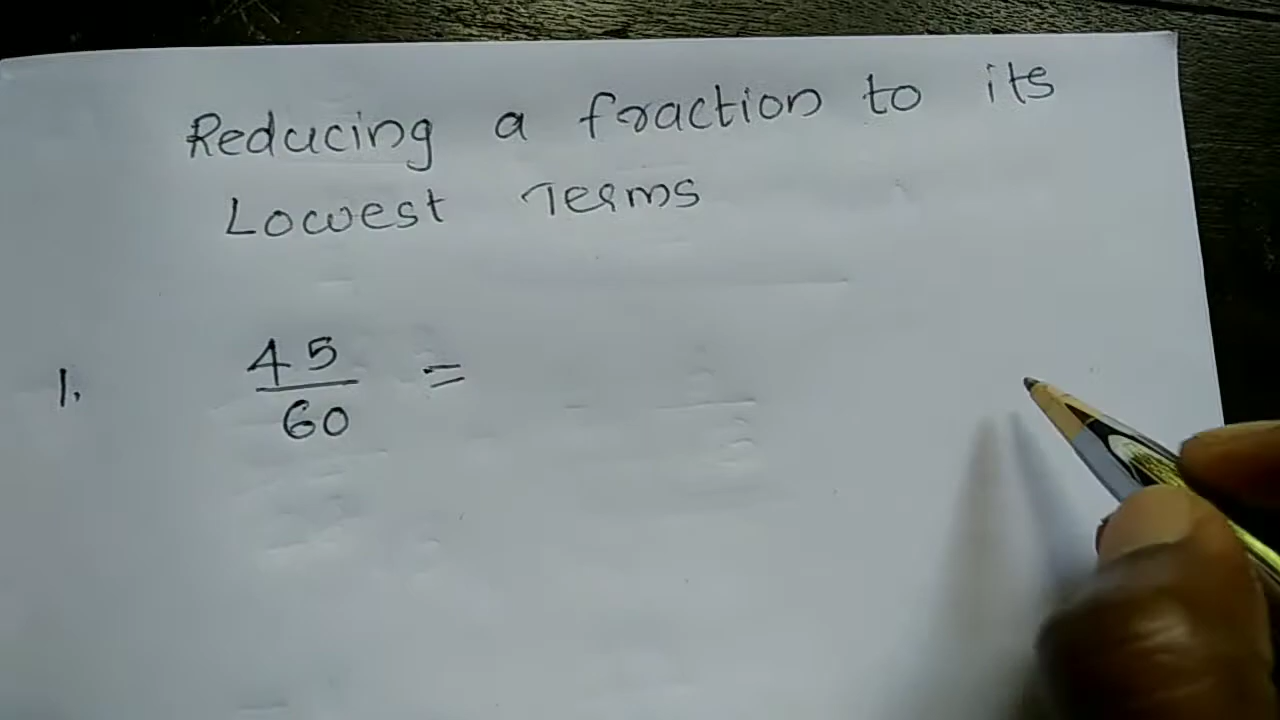 Reducing a fraction to its
Lowest Terms
1. 45/60 =